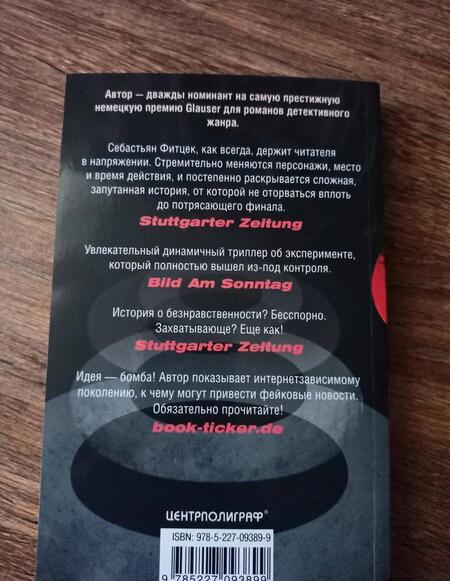 Автор — дважды номинант на самую престижную
немецкую премию Glauser для романов детективного
жанра.
Себастьян Фитцек, как всегда, держит читателя
в напряжении. Стремительно меняются персонажи, место
и время действия, и постепенно раскрывается сложная,
запутанная история, от которой не оторваться вплоть
до потрясающего финала.
Stuttgarter Zeitung
Увлекательный динамичный триллер об эксперименте,
который полностью вышел из-под контроля.
Bild Am Sonntag
История о безнравственности? Бесспорно.
Захватывающе? Еще как!
Stuttgarter Zeitung
Идея — бомба! Автор показывает интернетзависимому
поколению, к чему могут привести фейковые новости.
Обязательно прочитайте!
book-ticker.de
ЦЕНТРПОЛИГРАФ®
ISBN: 978-5-227-09389-9
9 785227 093899